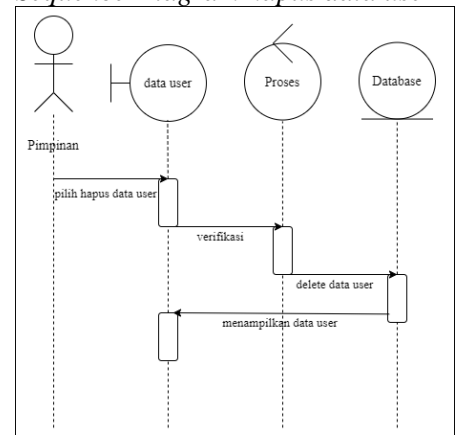 data user
Proses
Database
Pimpinan
pilih hapus data user
verifikasi
delete data user
menampilkan data user